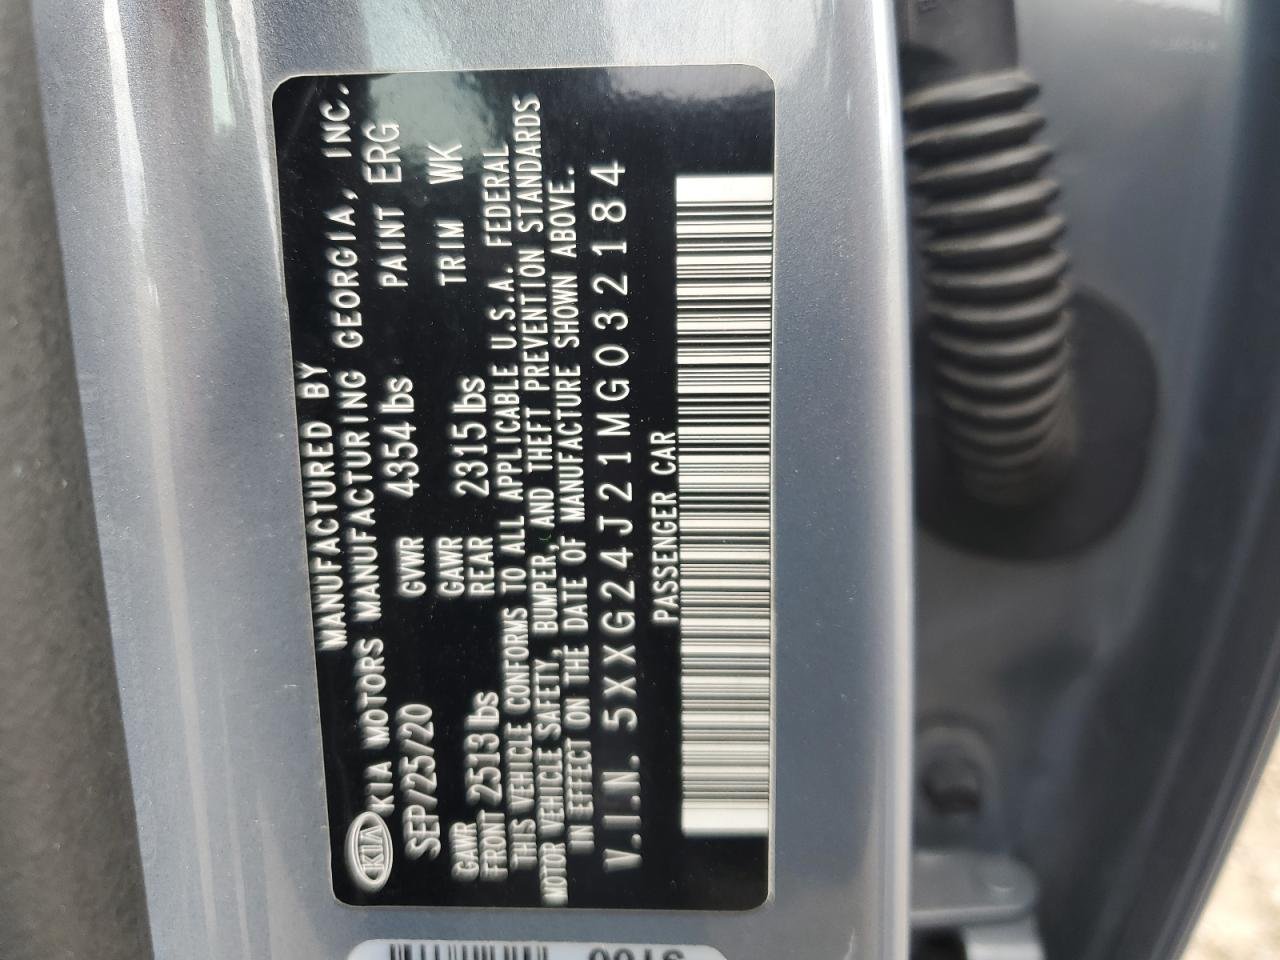 MANUFACTURED BY
KIA KIA MOTORS MANUFACTURING GEORGIA, INC.
SEP/25/20 GVWR 4354 lbs PAINT ERG
GAWR FRONT 2513 lbs GAWR REAR 2315 lbs TRIM WK
THIS VEHICLE CONFORMS TO ALL APPLICABLE U.S.A. FEDERAL
MOTOR VEHICLE SAFETY, BUMPER, AND THEFT PREVENTION STANDARDS
IN EFFECT ON THE DATE OF MANUFACTURE SHOWN ABOVE.
V.I.N. 5XXG24J21MG032184
PASSENGER CAR